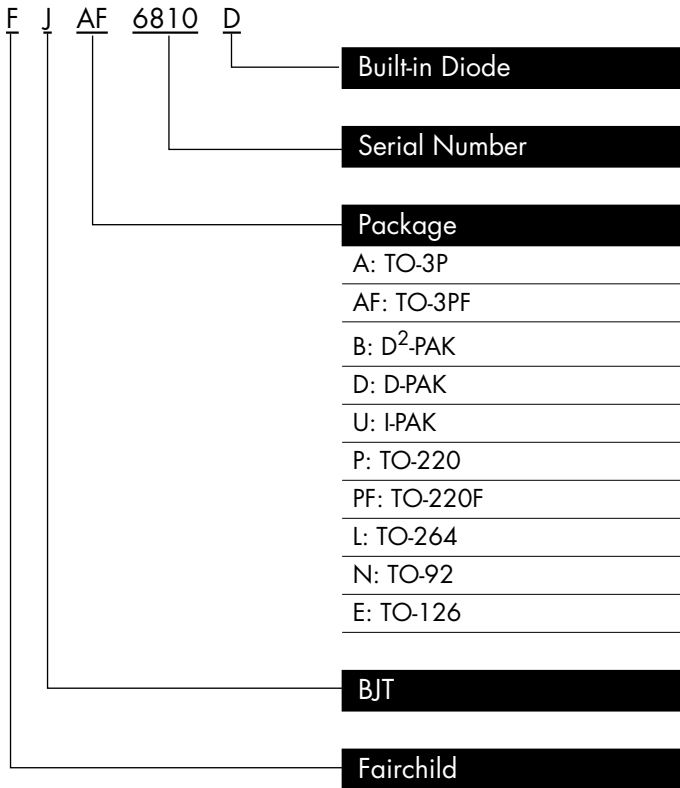 F J AF 6810 D
Built-in Diode
Serial Number
Package
A: TO-3P
AF: TO-3PF
B: D²-PAK
D: D-PAK
U: I-PAK
P: TO-220
PF: TO-220F
L: TO-264
N: TO-92
E: TO-126
BJT
Fairchild